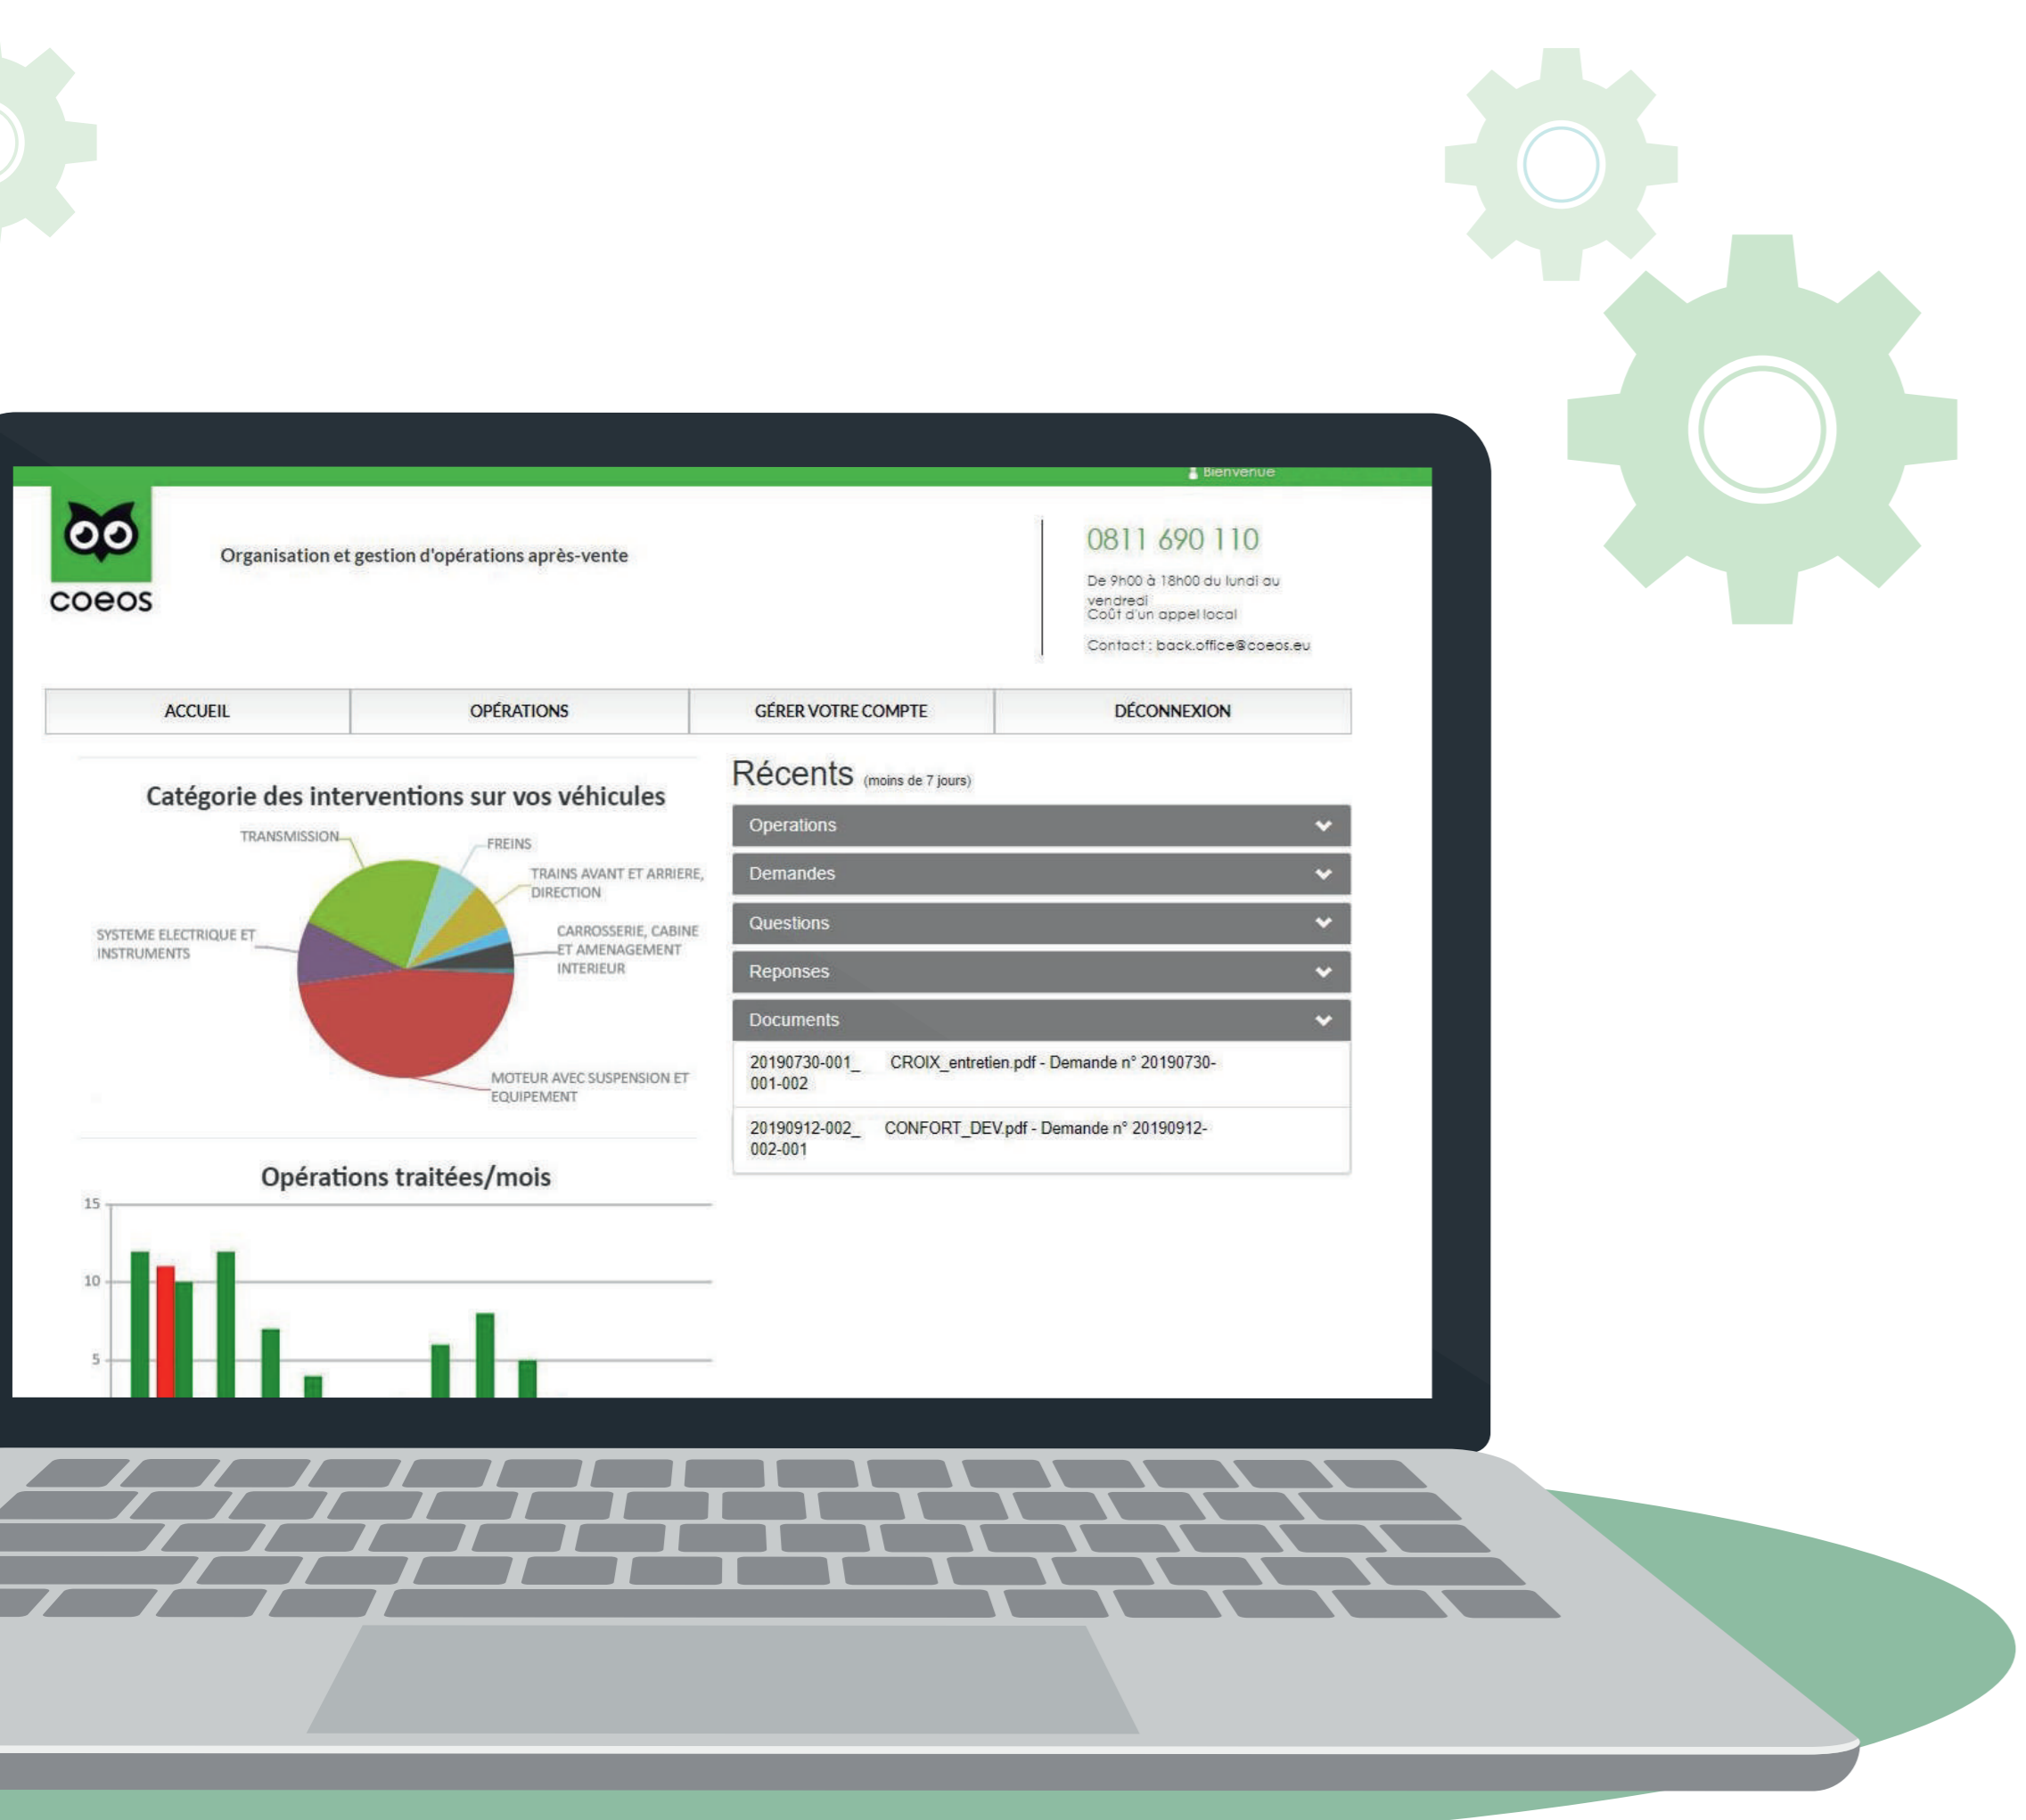 Bienvenue
coeos
Organisation et gestion d'opérations après-vente
0811 690 110
De 9h00 à 18h00 du lundi au
vendredi
Coût d'un appel local
Contact : back.office@coeos.eu
ACCUEIL
OPÉRATIONS
GÉRER VOTRE COMPTE
DÉCONNEXION
Catégorie des interventions sur vos véhicules
TRANSMISSION
FREINS
TRAINS AVANT ET ARRIERE,
DIRECTION
SYSTEME ELECTRIQUE ET
INSTRUMENTS
CARROSSERIE, CABINE
ET AMENAGEMENT
INTERIEUR
MOTEUR AVEC SUSPENSION ET
EQUIPEMENT
Récents (moins de 7 jours)
Operations
Demandes
Questions
Reponses
Documents
20190730-001_ CROIX_entretien.pdf - Demande n° 20190730-
001-002
20190912-002_ CONFORT_DEV.pdf - Demande n° 20190912-
002-001
Opérations traitées/mois
15
10
5